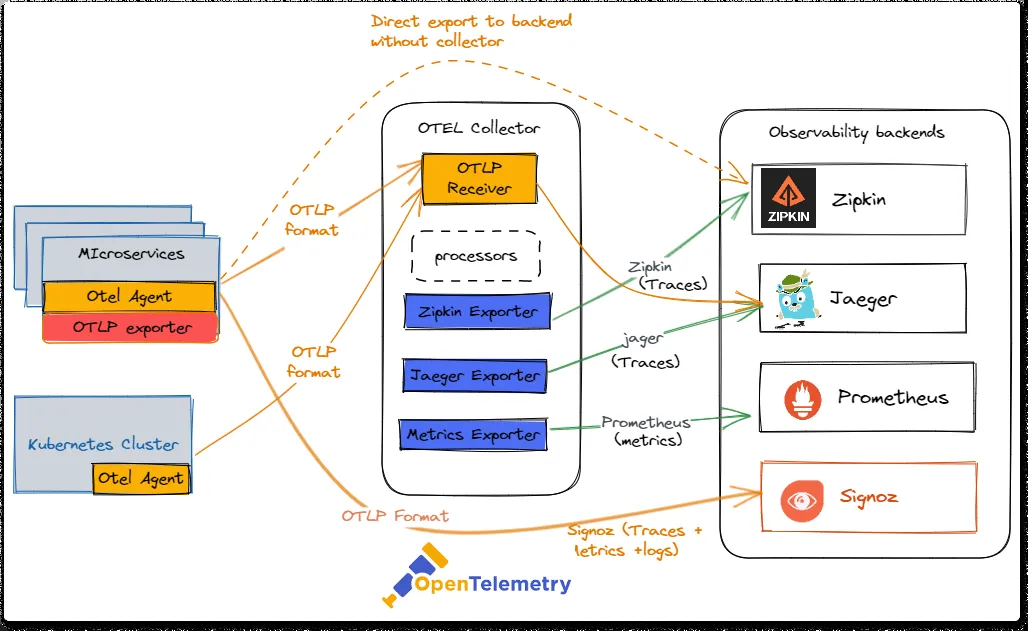 Direct export to backend
without collector
OTEL Collector
OTLP
Receiver
processors
Zipkin Exporter
Jaeger Exporter
Metrics Exporter
Observability backends
ZIPKIN
Zipkin
Jaeger
Prometheus
Signoz
MIcroservices
Otel Agent
OTLP exporter
Kubernetes Cluster
Otel Agent
OTLP
format
OTLP
format
OTLP Format
Zipkin
(Traces)
jager
(Traces)
Prometheus
(metrics)
Signoz (Traces +
letrics +logs)
OpenTelemetry